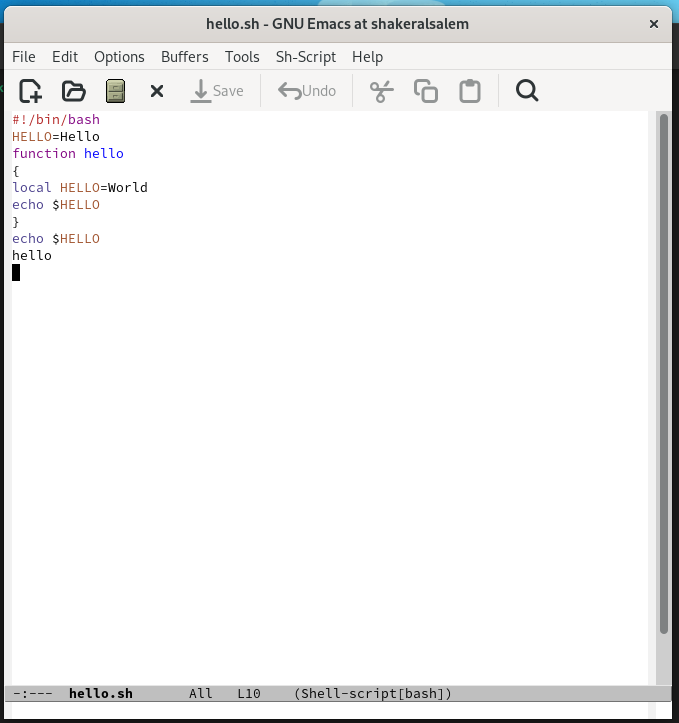 hello.sh - GNU Emacs at shakeralsalem
File Edit Options Buffers Tools Sh-Script Help
Save Undo
#!/bin/bash
HELLO=Hello
function hello
{
local HELLO=World
echo $HELLO
}
echo $HELLO
hello
-:--- hello.sh All L10 (Shell-script[bash])